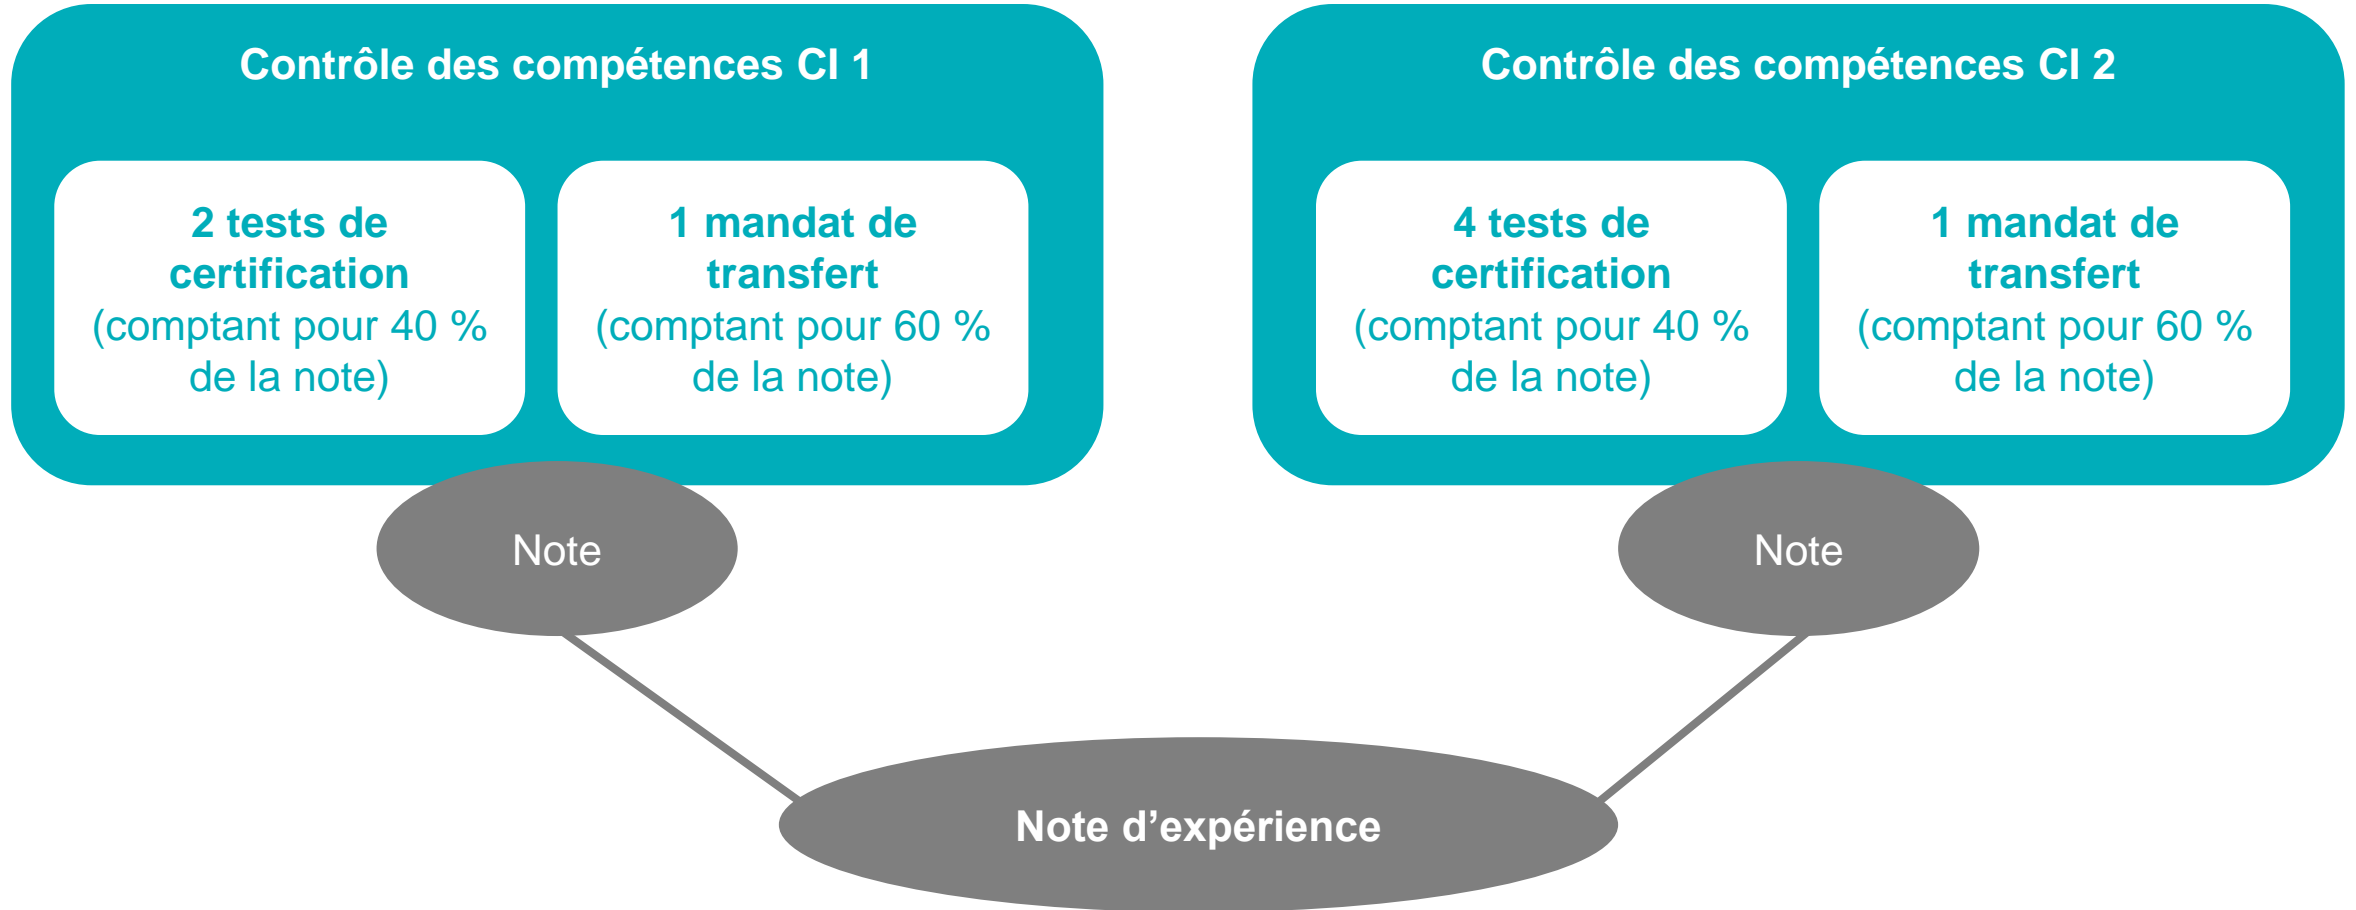 Contrôle des compétences CI 1
2 tests de
certification
(comptant pour 40 %
de la note)
1 mandat de
transfert
(comptant pour 60 %
de la note)
Contrôle des compétences CI 2
4 tests de
certification
(comptant pour 40 %
de la note)
1 mandat de
transfert
(comptant pour 60 %
de la note)
Note
Note
Note d’expérience